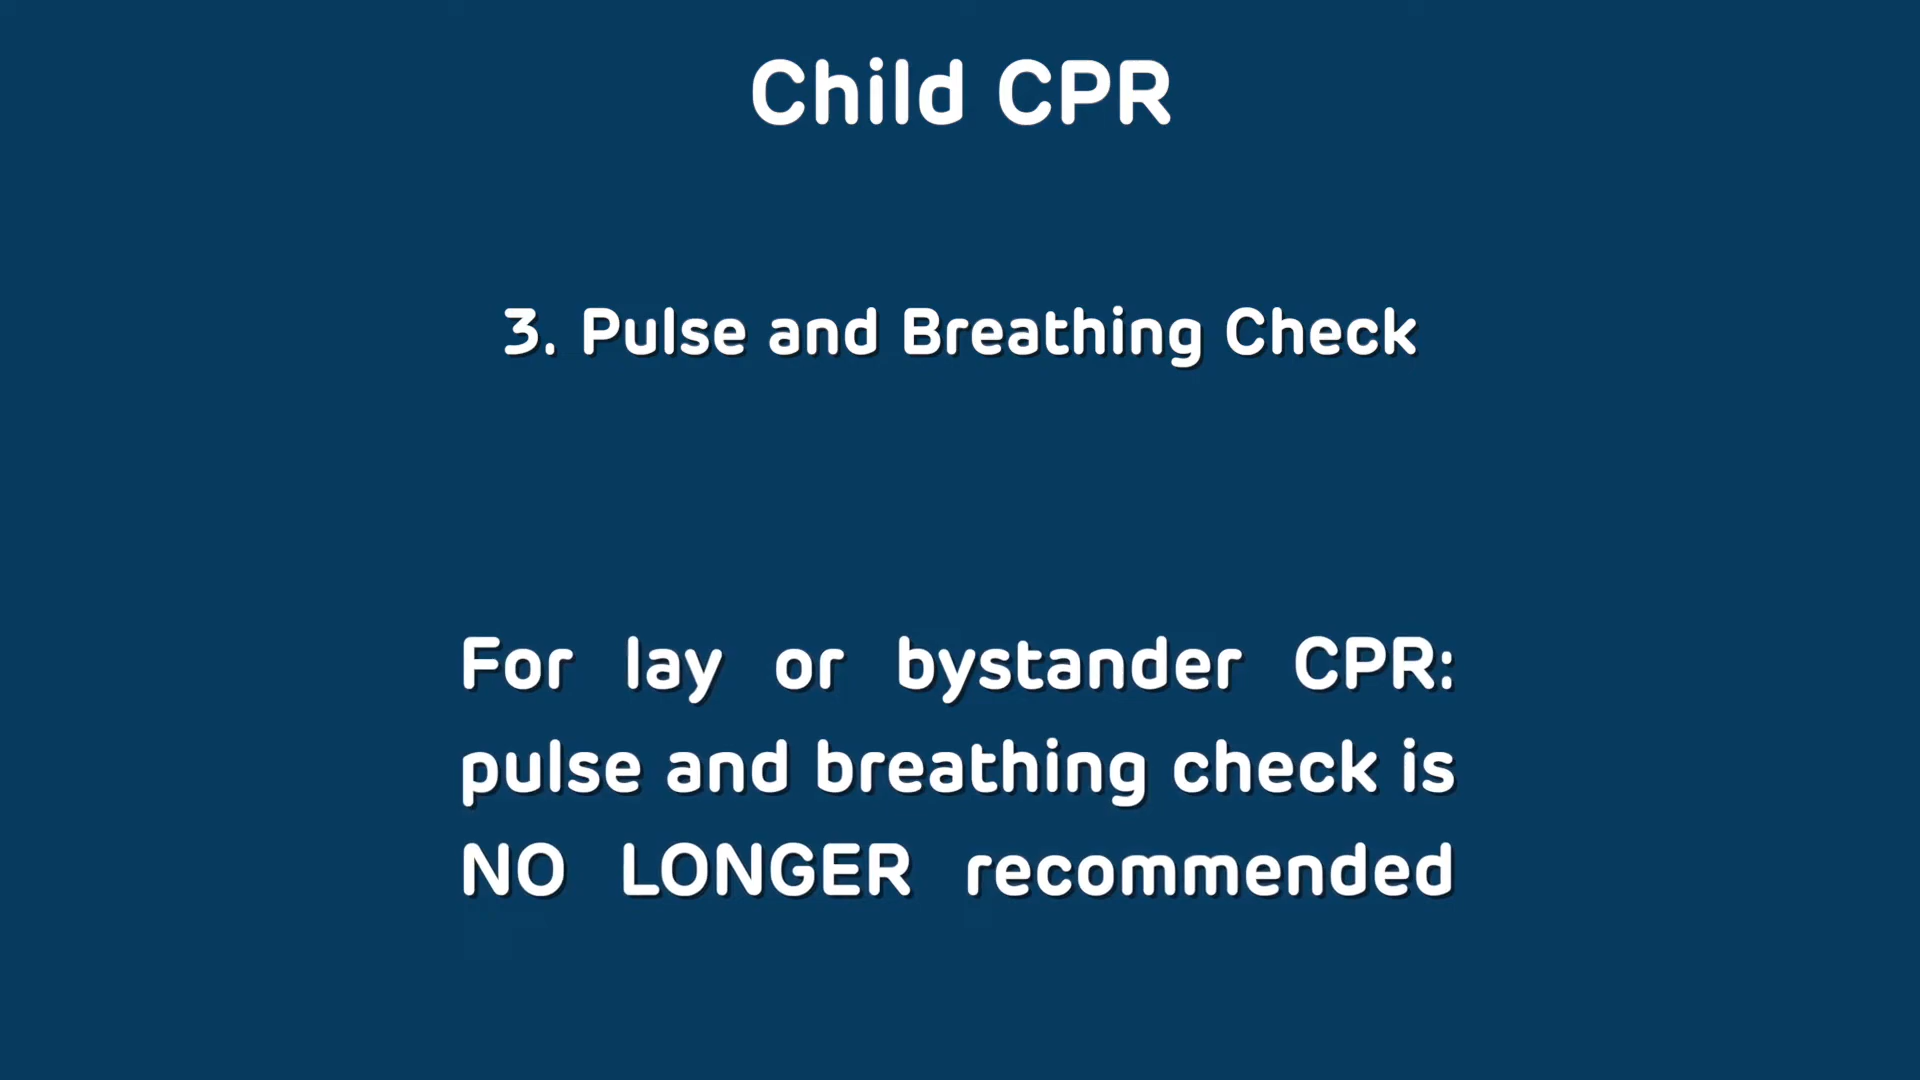 Child CPR
3. Pulse and Breathing Check
For lay or bystander CPR:
pulse and breathing check is
NO LONGER recommended